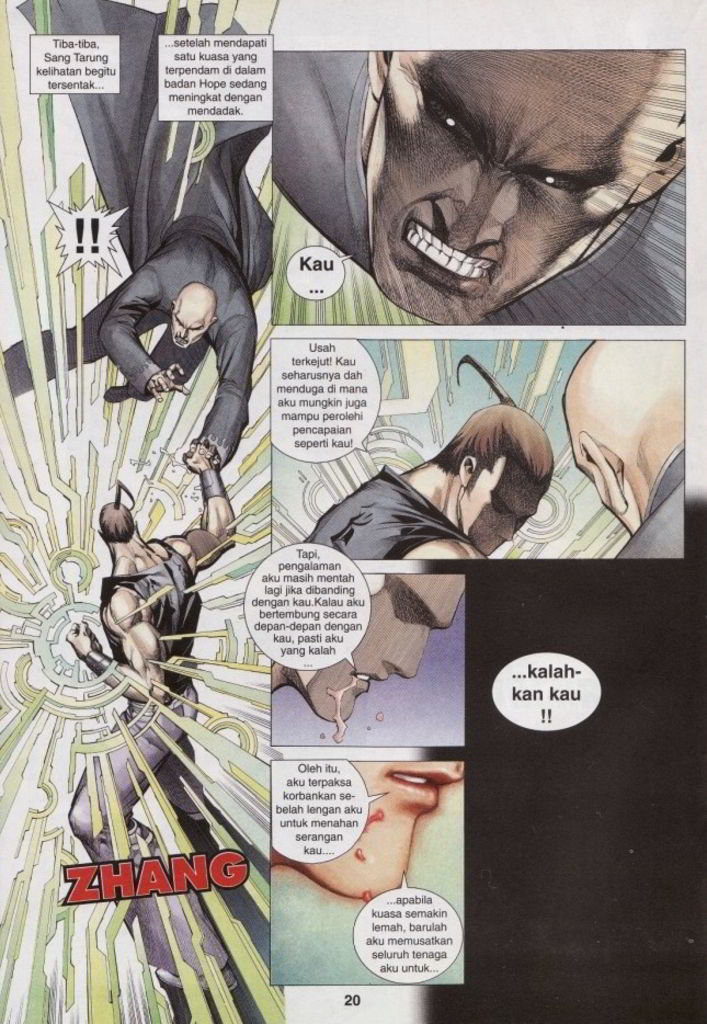 Tiba-tiba,
Sang Tarung
kelihatan begitu
tersentak...
...setelah mendapati
satu kuasa yang
terpendam di dalam
badan Hope sedang
meningkat dengan
mendadak.
!!
Kau
...
Usah
terkejut! Kau
seharusnya dah
menduga di mana
aku mungkin juga
mampu perolehi
pencapaian
seperti kau!
Tapi,
pengalaman
aku masih mentah
lagi jika dibanding
dengan kau.Kalau aku
bertembung secara
depan-depan dengan
kau, pasti aku
yang kalah
...
Oleh itu,
aku terpaksa
korbankan se-
belah lengan aku
untuk menahan
serangan
kau....
...apabila
kuasa semakin
lemah, barulah
aku memusatkan
seluruh tenaga
aku untuk...
...kalah-
kan kau
!!
ZHANG
20